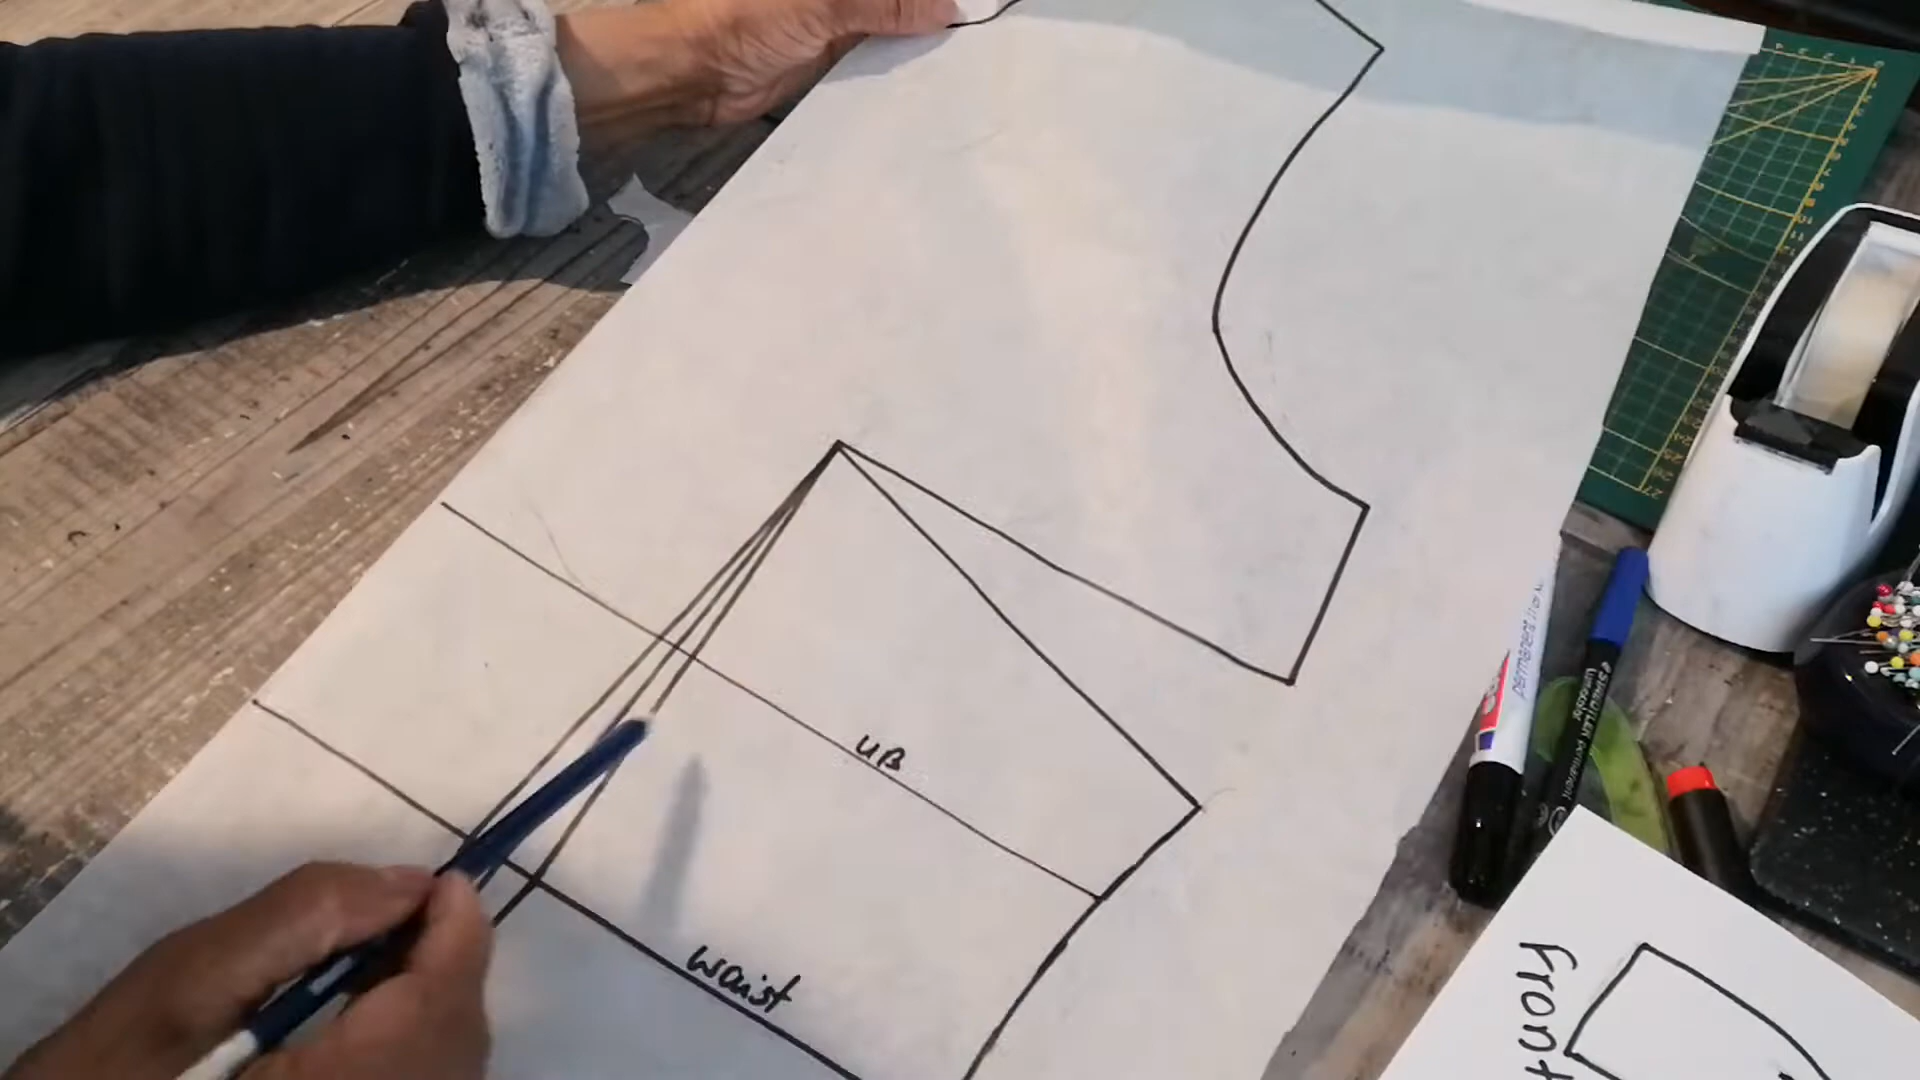 UB
waist
permanent
STAEDTLER permanent
Lumocolor
front